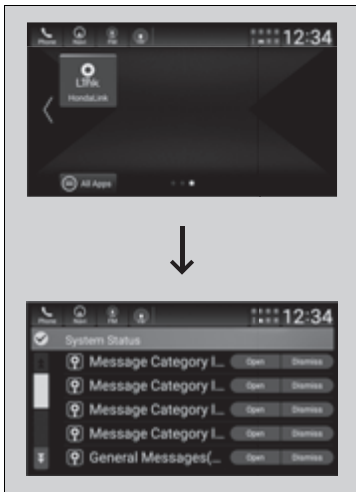 Phone Navi FM
12:34
Link
HondaLink
All Apps
Phone Navi FM
12:34
System Status
Message Category I... Open Dismiss
Message Category I... Open Dismiss
Message Category I... Open Dismiss
Message Category I... Open Dismiss
General Messages(... Open Dismiss